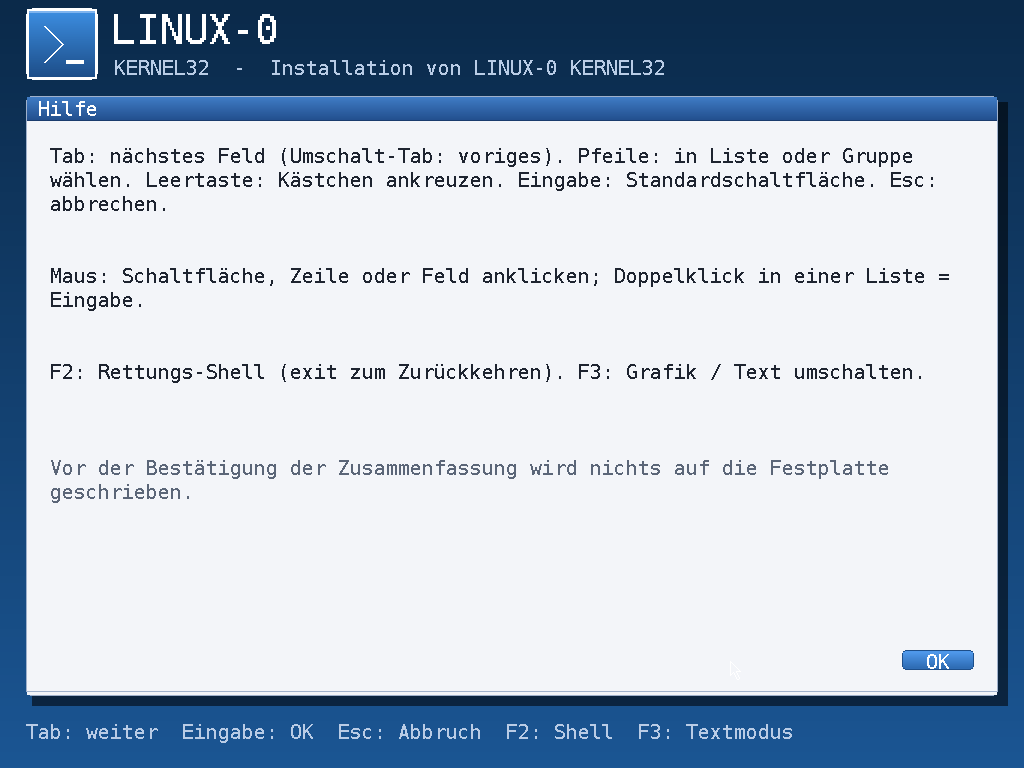 LINUX-0
KERNEL32  -  Installation von LINUX-0 KERNEL32
Hilfe
Tab: nächstes Feld (Umschalt-Tab: voriges). Pfeile: in Liste oder Gruppe
wählen. Leertaste: Kästchen ankreuzen. Eingabe: Standardschaltfläche. Esc:
abbrechen.
Maus: Schaltfläche, Zeile oder Feld anklicken; Doppelklick in einer Liste =
Eingabe.
F2: Rettungs-Shell (exit zum Zurückkehren). F3: Grafik / Text umschalten.
Vor der Bestätigung der Zusammenfassung wird nichts auf die Festplatte
geschrieben.
OK
Tab: weiter  Eingabe: OK  Esc: Abbruch  F2: Shell  F3: Textmodus